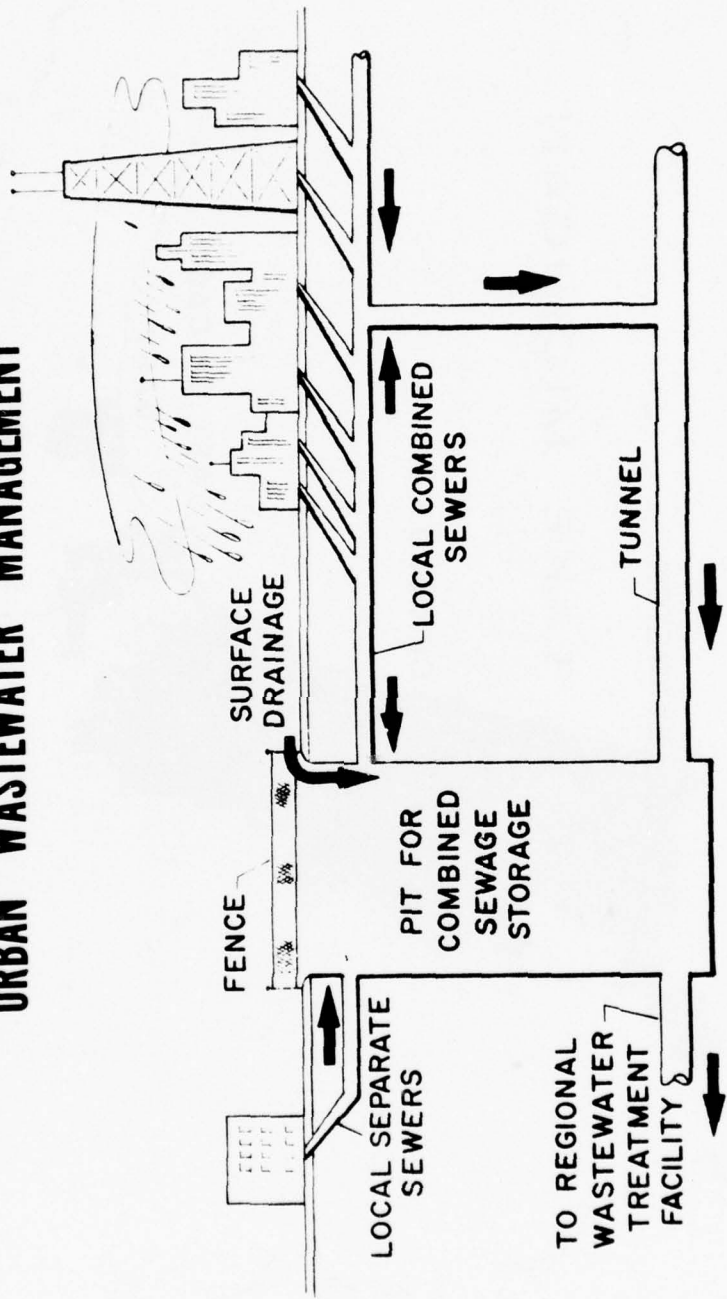 URBAN WASTEWATER MANAGEMENT
SURFACE
DRAINAGE
FENCE
LOCAL COMBINED
SEWERS
PIT FOR
COMBINED
SEWAGE
STORAGE
LOCAL SEPARATE
SEWERS
TUNNEL
TO REGIONAL
WASTEWATER
TREATMENT
FACILITY